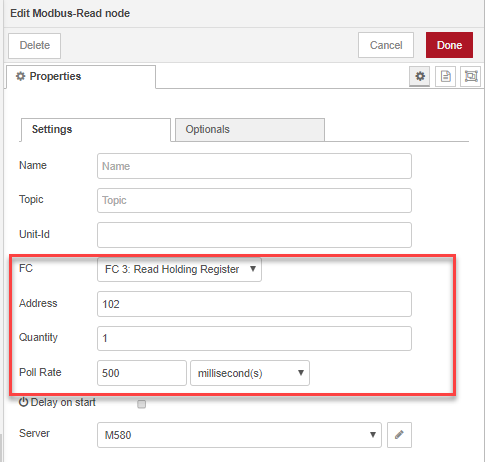 Edit Modbus-Read node
Delete Cancel Done
Properties
Settings Optionals
Name Name
Topic Topic
Unit-Id
FC FC 3: Read Holding Register
Address 102
Quantity 1
Poll Rate 500 millisecond(s)
Delay on start
Server M580